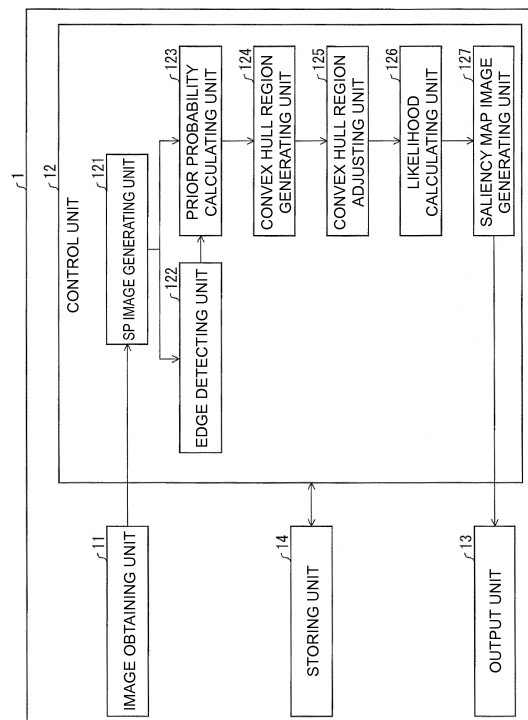 1
12
CONTROL UNIT
11
IMAGE OBTAINING UNIT
121
SP IMAGE GENERATING UNIT
122
EDGE DETECTING UNIT
123
PRIOR PROBABILITY
CALCULATING UNIT
124
CONVEX HULL REGION
GENERATING UNIT
125
CONVEX HULL REGION
ADJUSTING UNIT
126
LIKELIHOOD
CALCULATING UNIT
127
SALIENCY MAP IMAGE
GENERATING UNIT
14
STORING UNIT
13
OUTPUT UNIT